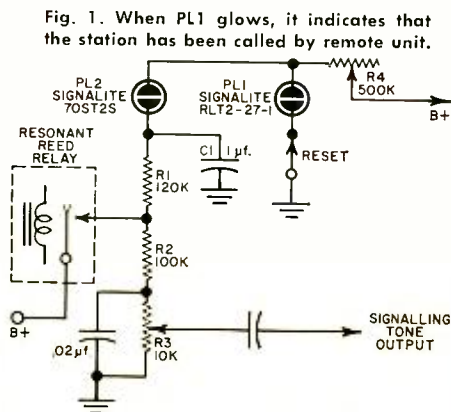 Fig. 1. When PL1 glows, it indicates that
the station has been called by remote unit.
PL2
SIGNALITE
70ST2S
PL1
SIGNALITE
RLT2-27-1
R4
500K
B+
RESONANT
REED
RELAY
C1
1 µf.
RESET
R1
120K
R2
100K
B+
.02µf
R3
10K
SIGNALLING
TONE
OUTPUT